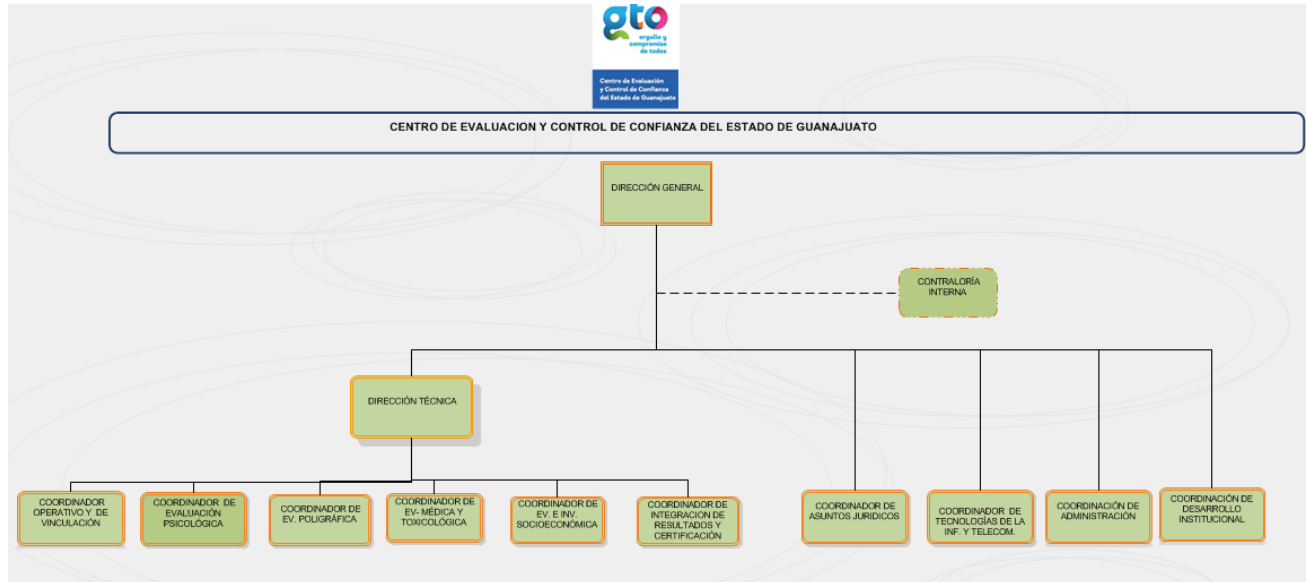 gto
orgullo y
compromiso
de todos
Centro de Evaluación
y Control de Confianza
del Estado de Guanajuato
CENTRO DE EVALUACION Y CONTROL DE CONFIANZA DEL ESTADO DE GUANAJUATO
DIRECCIÓN GENERAL
CONTRALORÍA
INTERNA
DIRECCIÓN TÉCNICA
COORDINADOR
OPERATIVO Y DE
VINCULACIÓN
COORDINADOR DE
EVALUACIÓN
PSICOLÓGICA
COORDINADOR DE
EV. POLIGRÁFICA
COORDINADOR DE
EV- MÉDICA Y
TOXICOLÓGICA
COORDINADOR DE
EV. E INV.
SOCIOECONÓMICA
COORDINADOR DE
INTEGRACION DE
RESULTADOS Y
CERTIFICACIÓN
COORDINADOR DE
ASUNTOS JURIDICOS
COORDINADOR DE
TECNOLOGÍAS DE LA
INF. Y TELECOM.
COORDINACIÓN DE
ADMINISTRACIÓN
COORDINACIÓN DE
DESARROLLO
INSTITUCIONAL